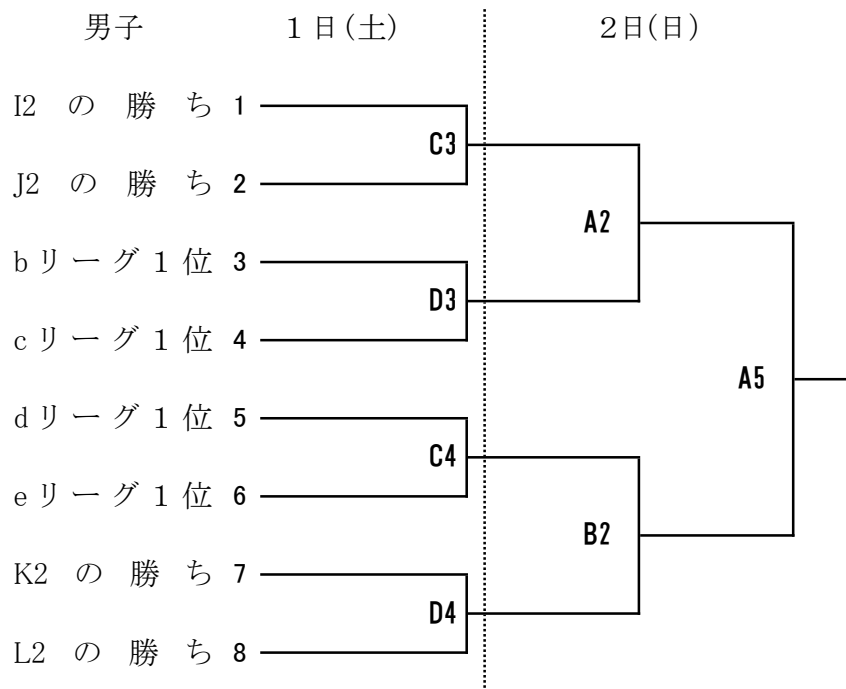 男子 1日(土) 2日(日)
I2 の 勝 ち 1
C3
J2 の 勝 ち 2
A2
bリーグ1位 3
D3
cリーグ1位 4
A5
dリーグ1位 5
C4
eリーグ1位 6
B2
K2 の 勝 ち 7
D4
L2 の 勝 ち 8